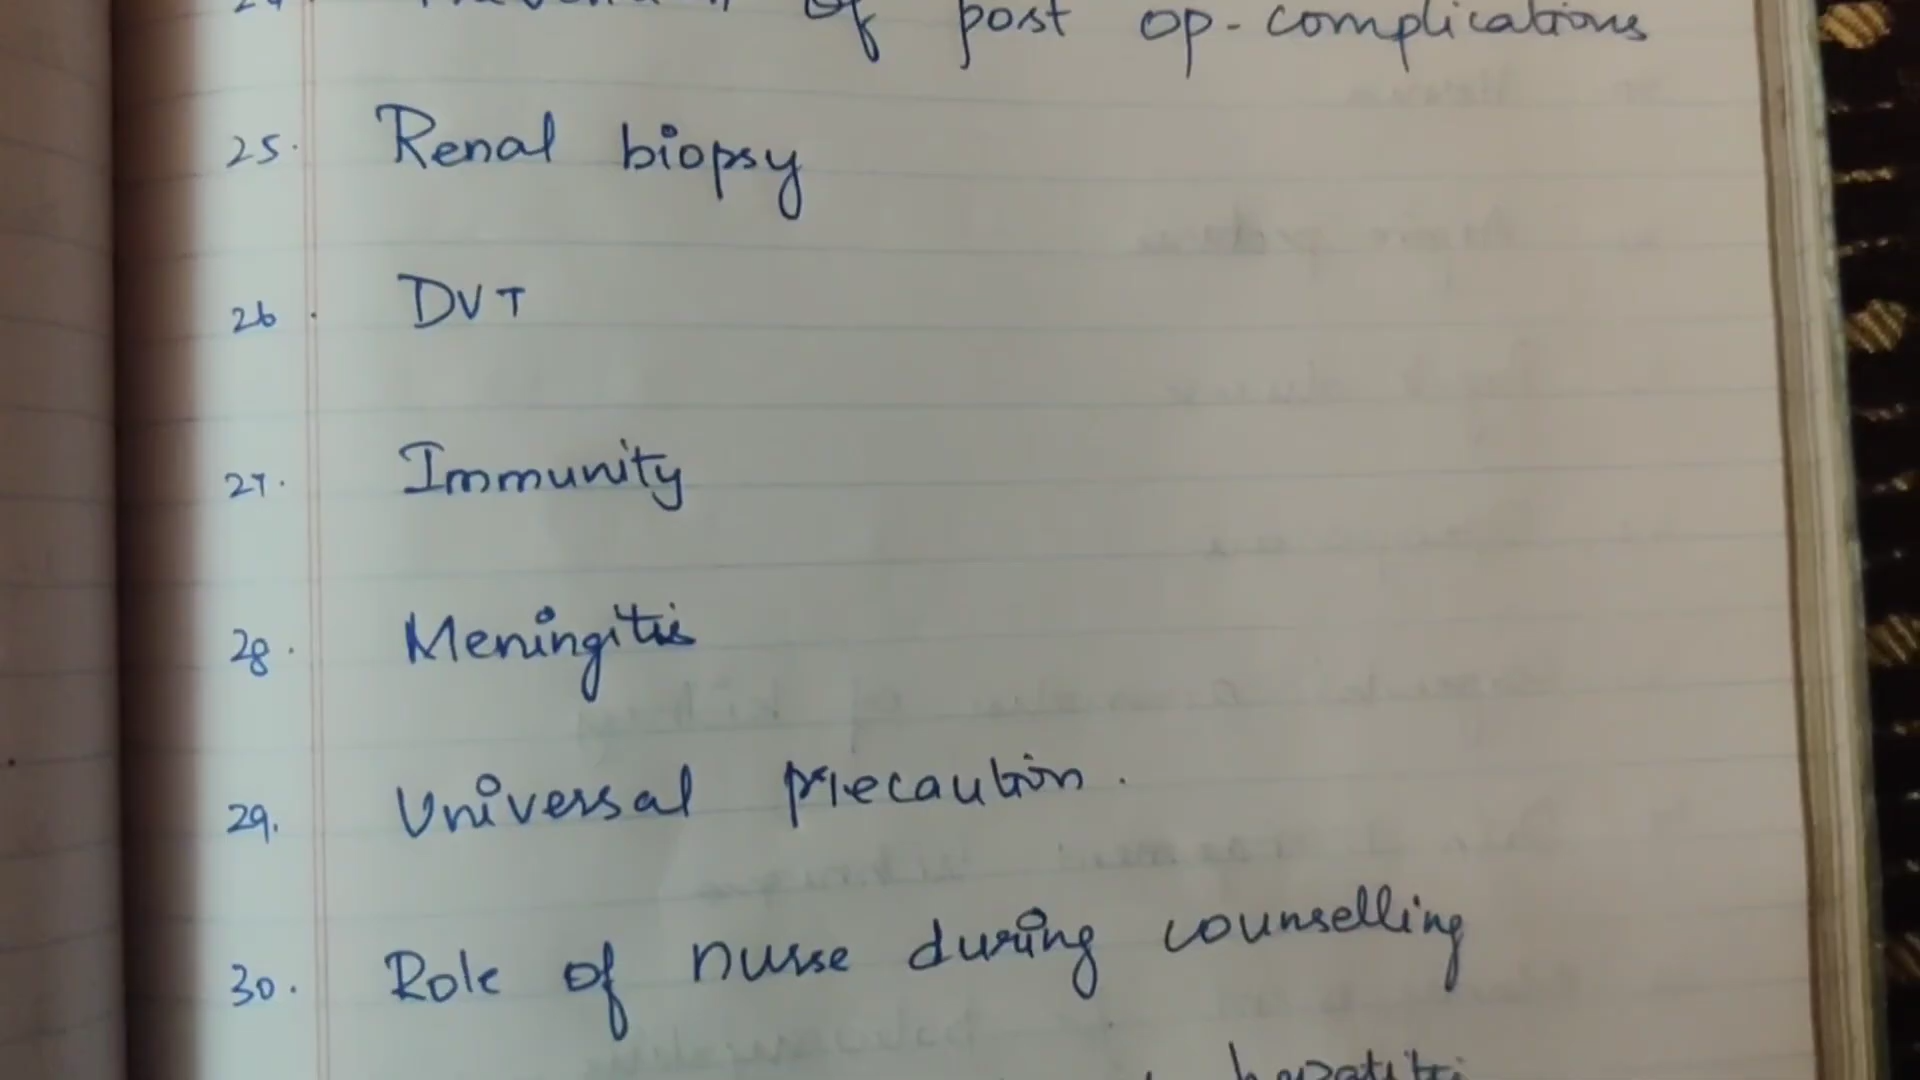 of post op-complications
25. Renal biopsy
26. DVT
27. Immunity
28. Meningitis
29. Universal precaution.
30. Role of nurse during counselling